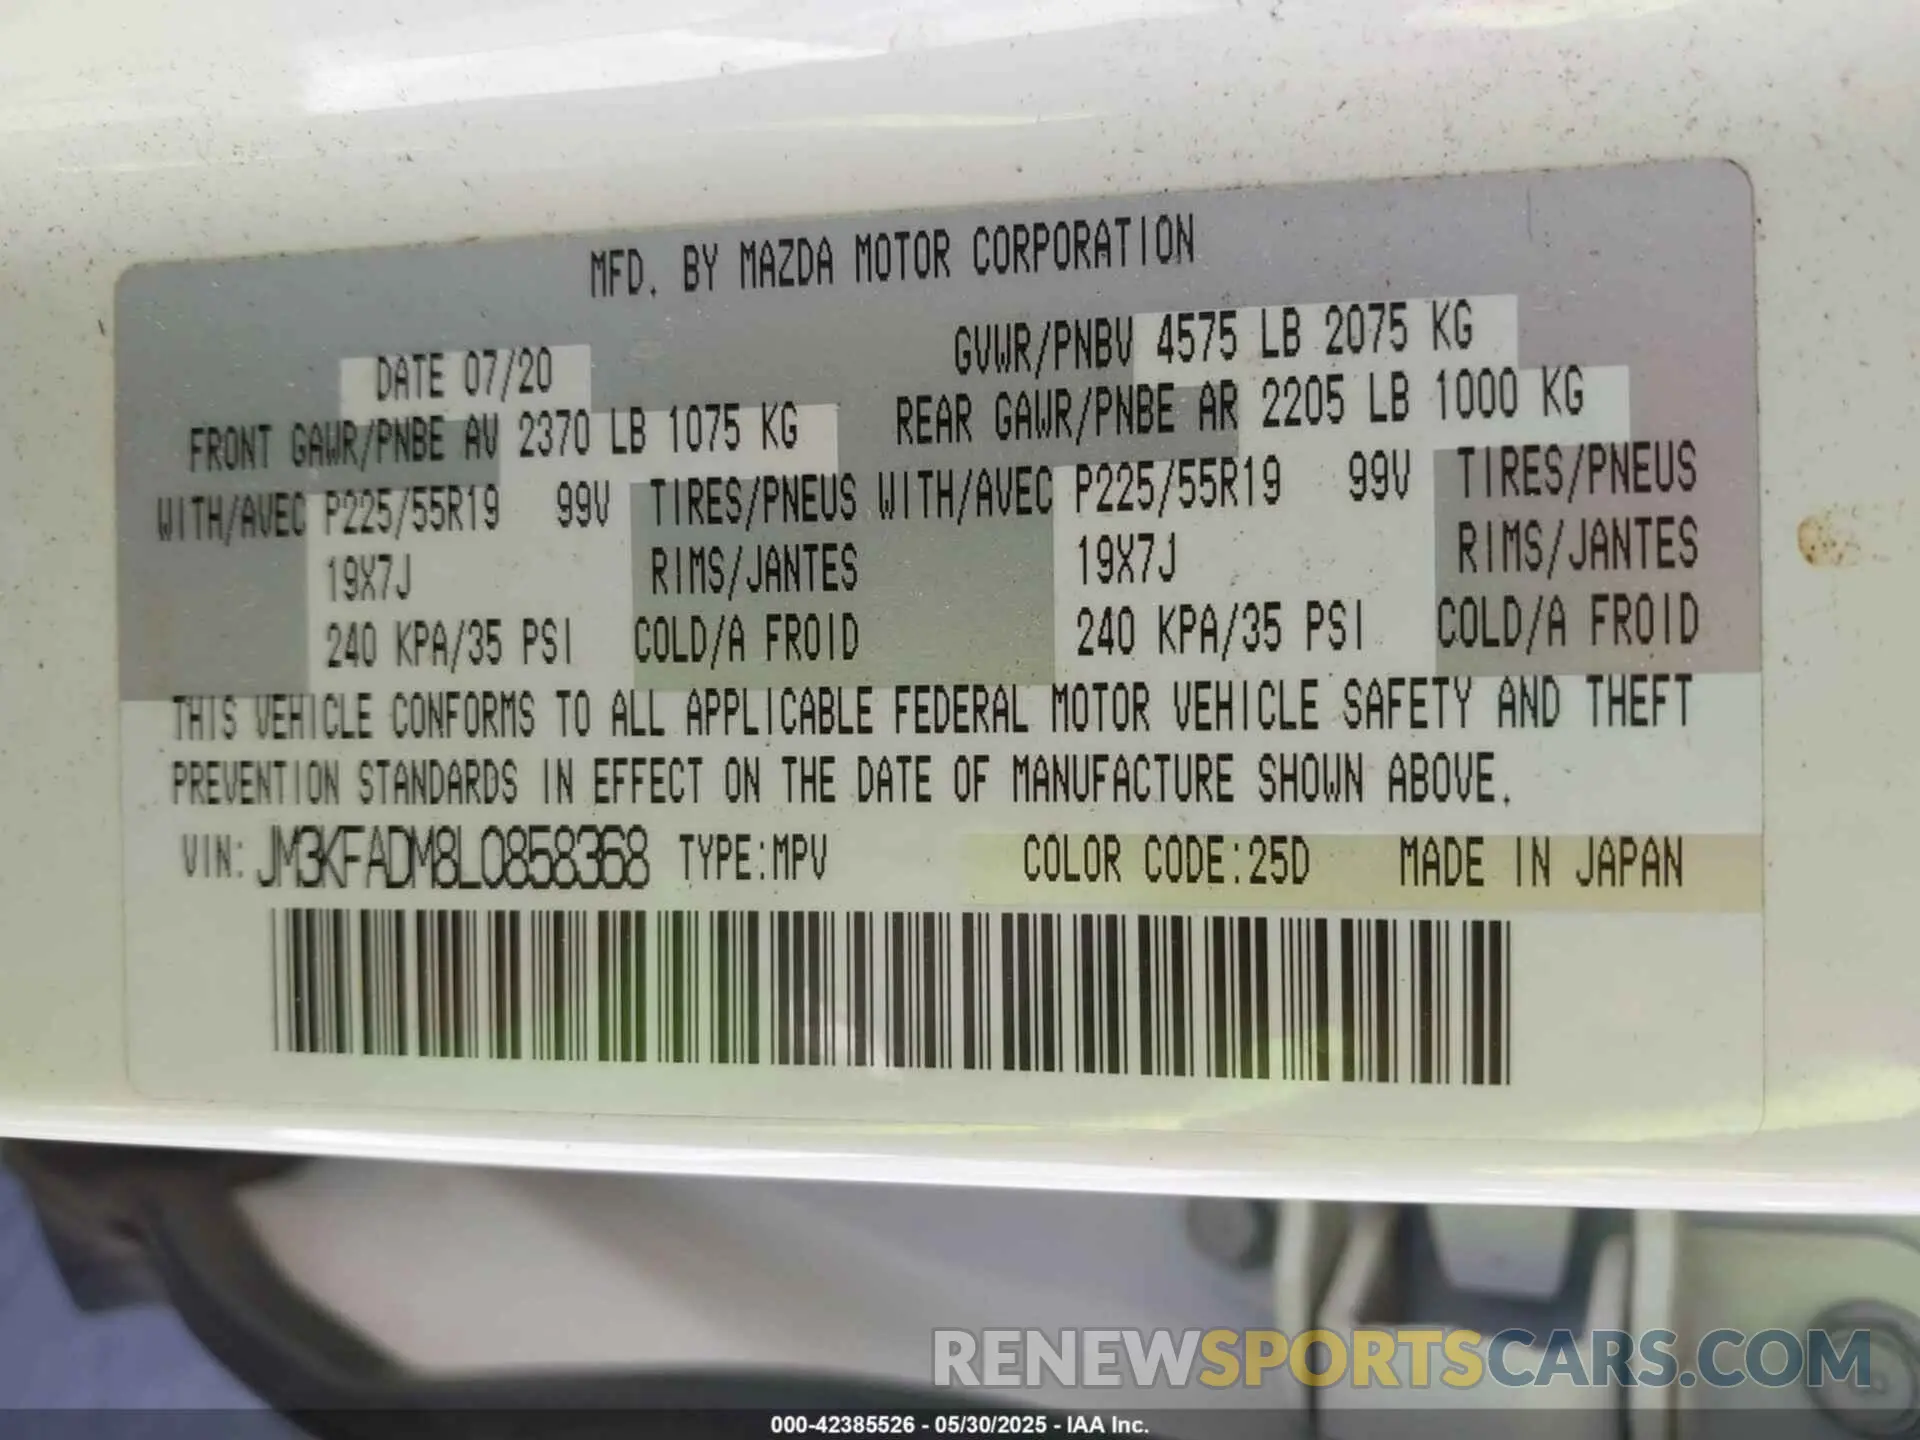 MFD. BY MAZDA MOTOR CORPORATION
DATE 07/20 GVWR/PNBV 4575 LB 2075 KG
FRONT GAWR/PNBE AV 2370 LB 1075 KG REAR GAWR/PNBE AR 2205 LB 1000 KG
WITH/AVEC P225/55R19 99V TIRES/PNEUS WITH/AVEC P225/55R19 99V TIRES/PNEUS
19X7J RIMS/JANTES 19X7J RIMS/JANTES
240 KPA/35 PSI COLD/A FROID 240 KPA/35 PSI COLD/A FROID
THIS VEHICLE CONFORMS TO ALL APPLICABLE FEDERAL MOTOR VEHICLE SAFETY AND THEFT
PREVENTION STANDARDS IN EFFECT ON THE DATE OF MANUFACTURE SHOWN ABOVE.
VIN: JM3KFADM8L0858368 TYPE:MPV COLOR CODE:25D MADE IN JAPAN
RENEWSPORTSCARS.COM
000-42385526 - 05/30/2025 - IAA Inc.